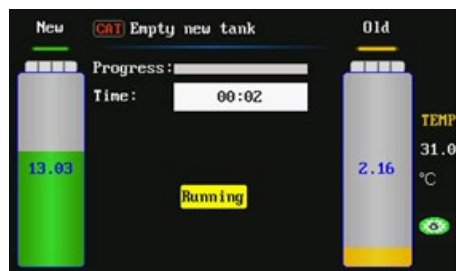 New
CAT Empty new tank
Old
Progress:
Time: 00:02
TEMP
31.0
°C
13.03
2.16
Running